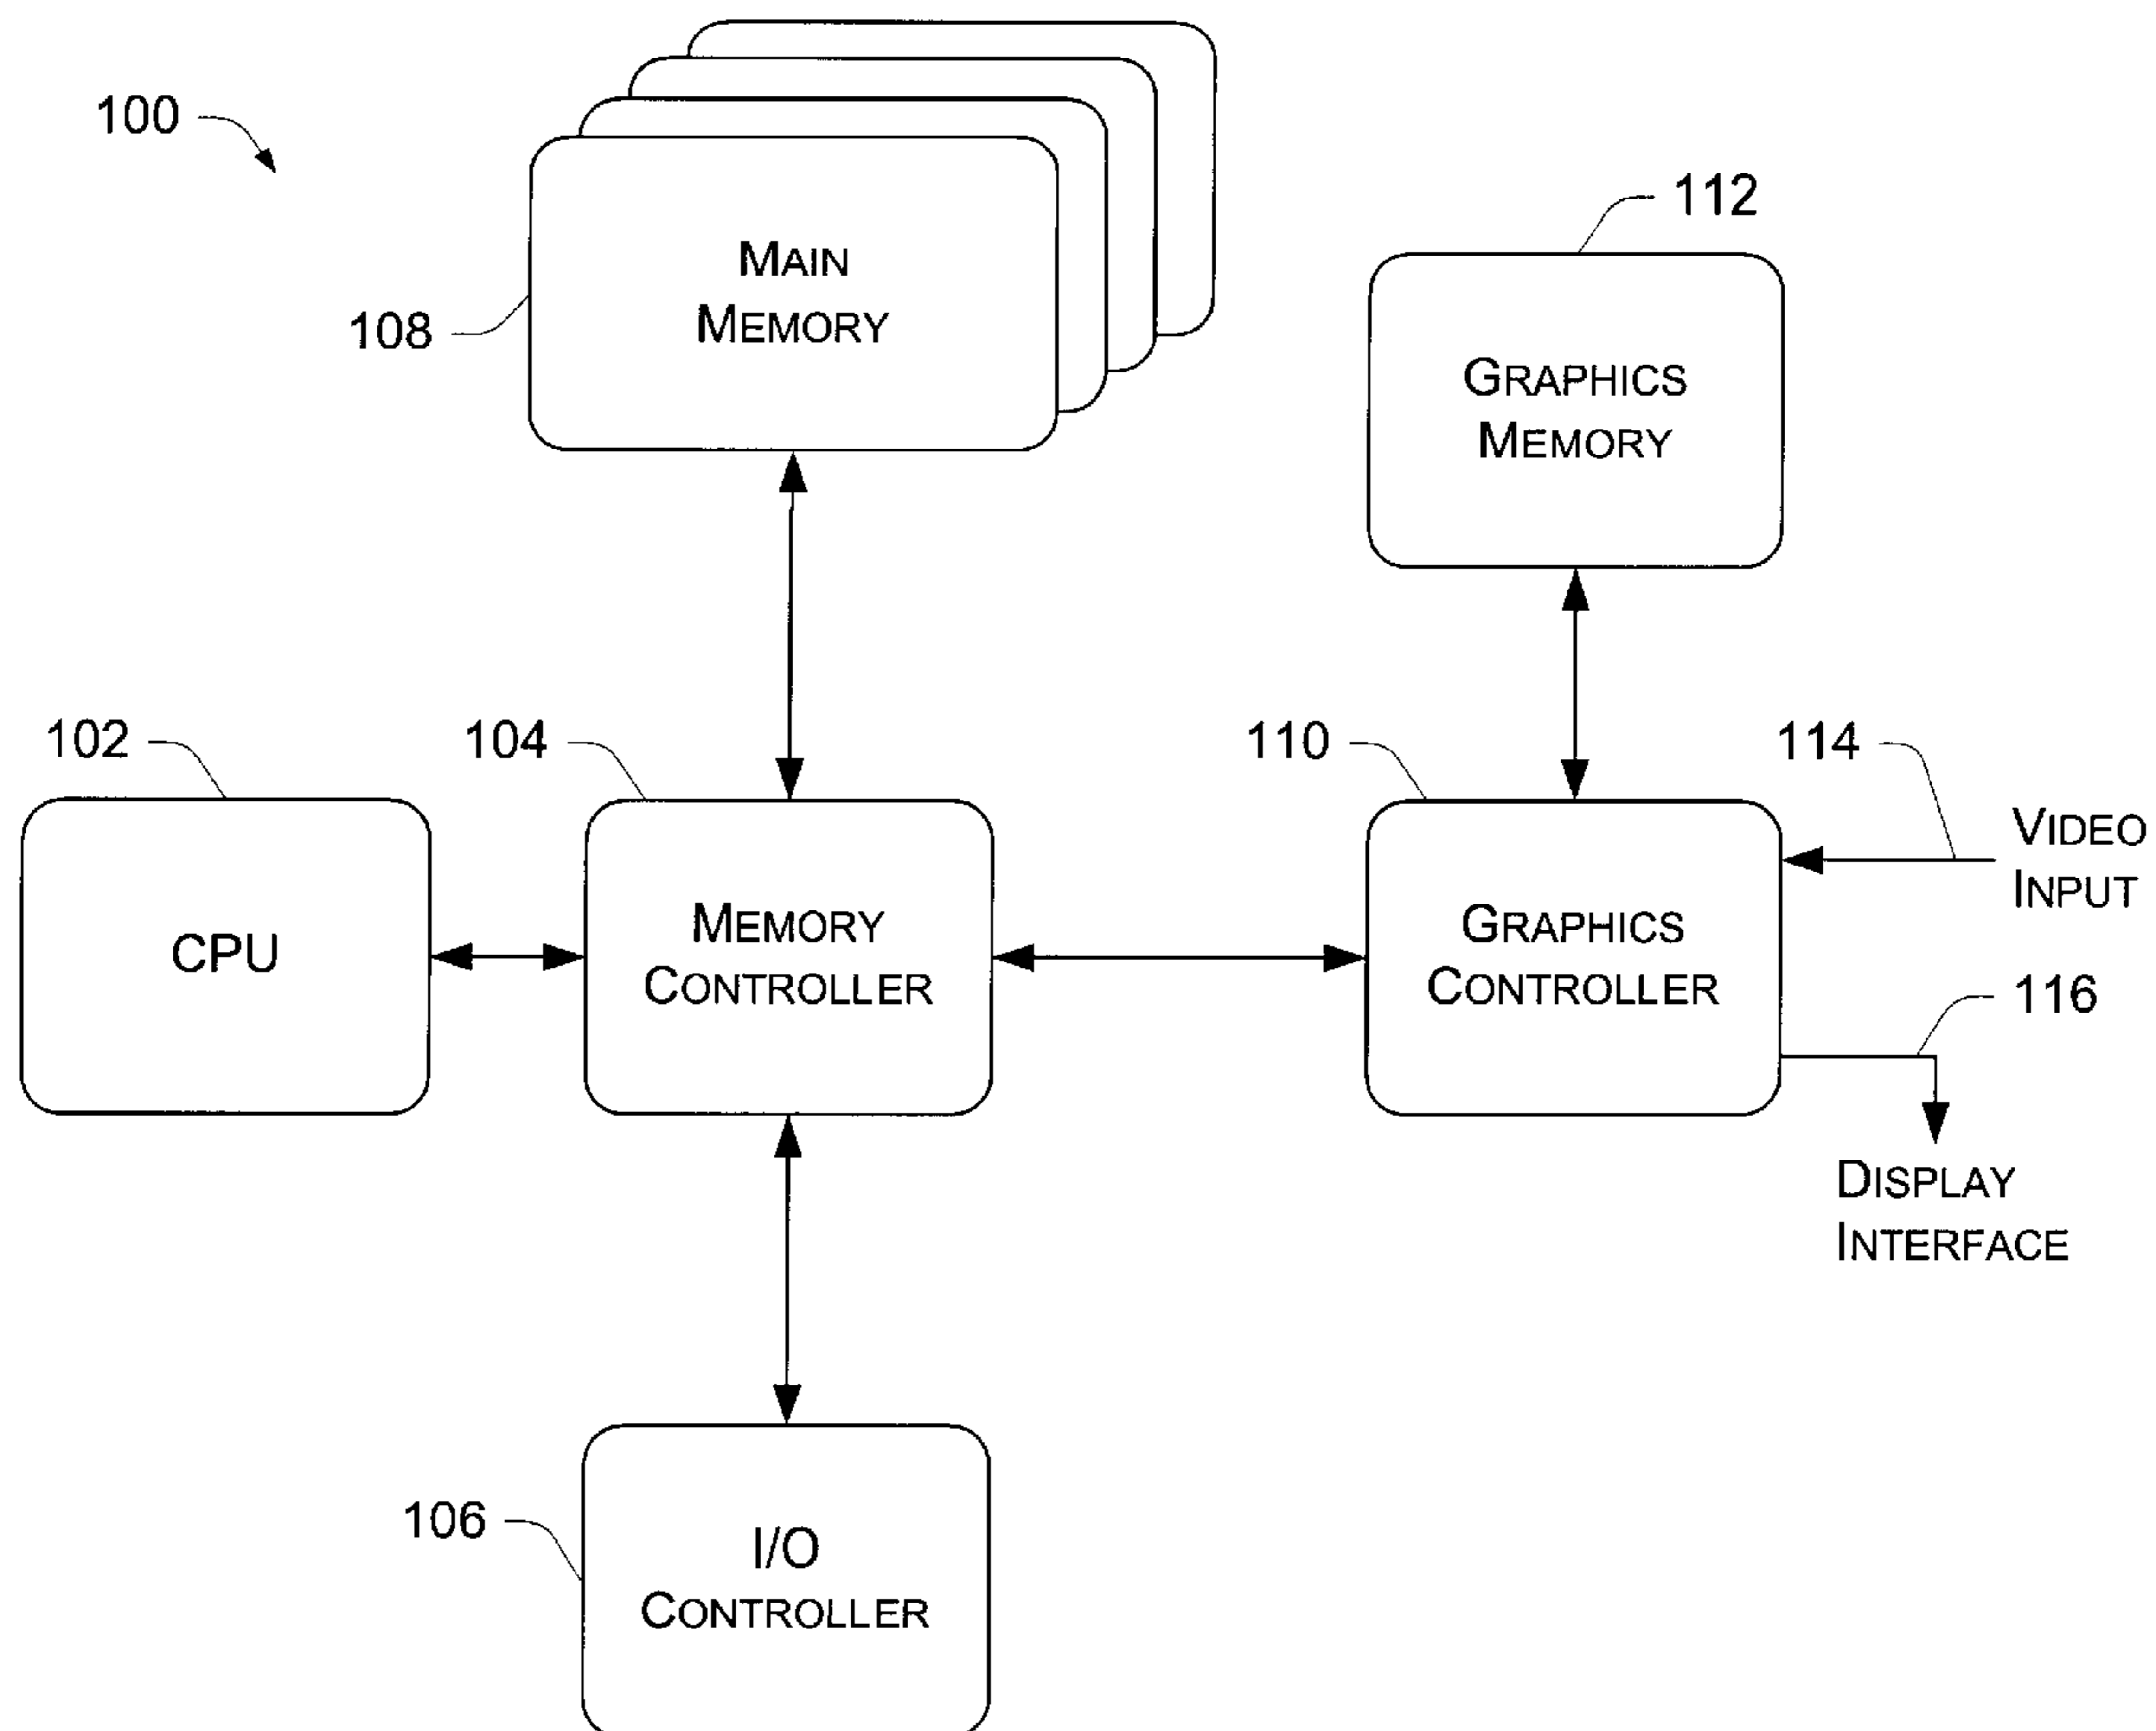 100
MAIN
MEMORY
108
112
GRAPHICS
MEMORY
102
104
110
114
VIDEO
INPUT
CPU
MEMORY
CONTROLLER
GRAPHICS
CONTROLLER
116
DISPLAY
INTERFACE
106
I/O
CONTROLLER